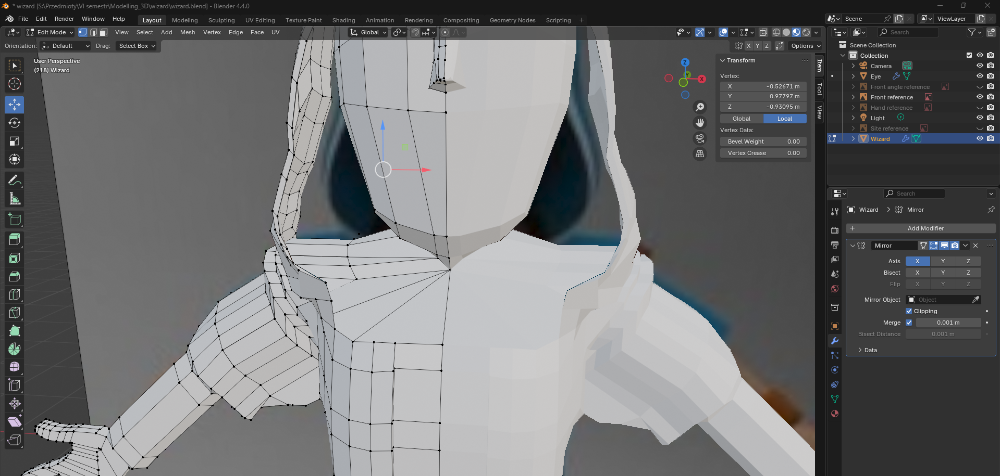 * wizard [S:\Przedmioty\VI semestr\Modelling_3D\wizard\wizard.blend] - Blender 4.4.0
File Edit Render Window Help Layout Modeling Sculpting UV Editing Texture Paint Shading Animation Rendering Compositing Geometry Nodes Scripting + Scene ViewLayer
Edit Mode View Select Add Mesh Vertex Edge Face UV Global Search
Orientation: Default Drag: Select Box X Y Z Options
Scene Collection
Collection
Camera
Eye
Front angle reference
Front reference
Hand reference
Light
Site reference
Wizard
User Perspective
(218) Wizard
Z
Y
X
Transform
Vertex:
X -0.52671 m
Y 0.97797 m
Z -0.93095 m
Global Local
Vertex Data:
Bevel Weight 0.00
Vertex Crease 0.00
Item
Tool
View
Search
Wizard > Mirror
+ Add Modifier
Mirror
Axis X Y Z
Bisect X Y Z
Flip X Y Z
Mirror Object Object
Clipping
Merge 0.001 m
Bisect Distance 0.001 m
Data